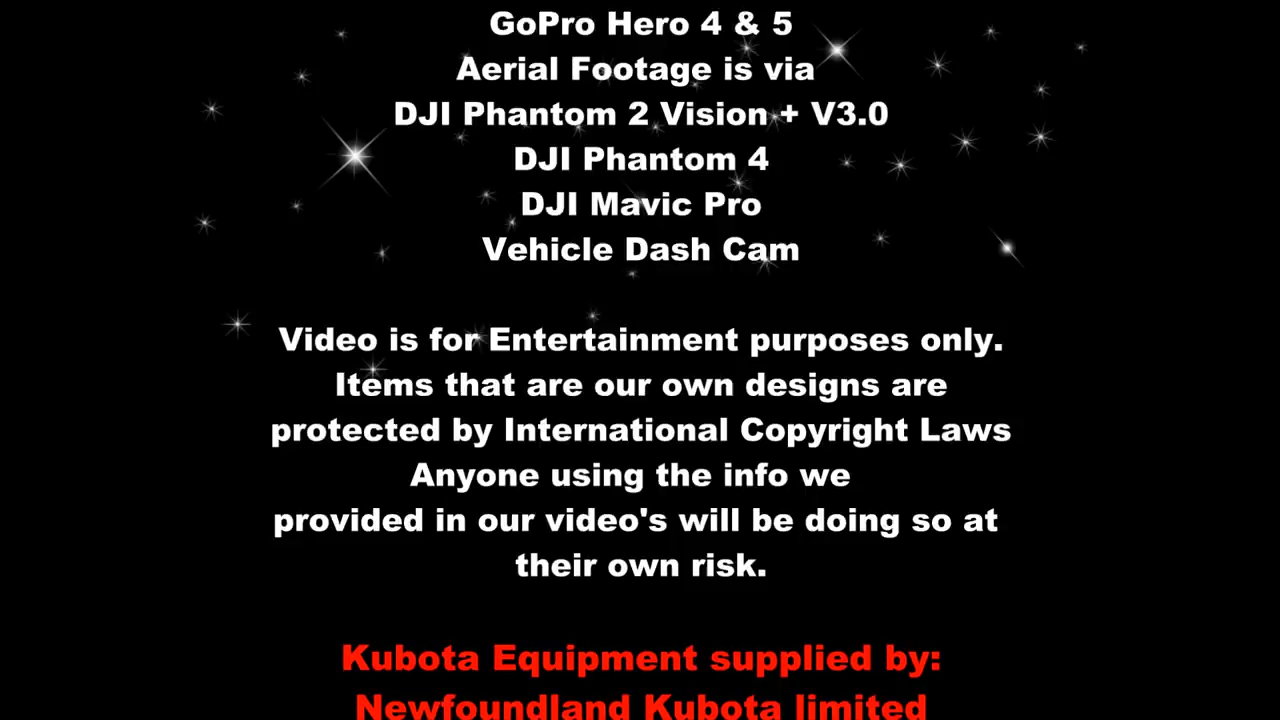 GoPro Hero 4 & 5
Aerial Footage is via
DJI Phantom 2 Vision + V3.0
DJI Phantom 4
DJI Mavic Pro
Vehicle Dash Cam
Video is for Entertainment purposes only.
Items that are our own designs are
protected by International Copyright Laws
Anyone using the info we
provided in our video's will be doing so at
their own risk.
Kubota Equipment supplied by:
Newfoundland Kubota limited